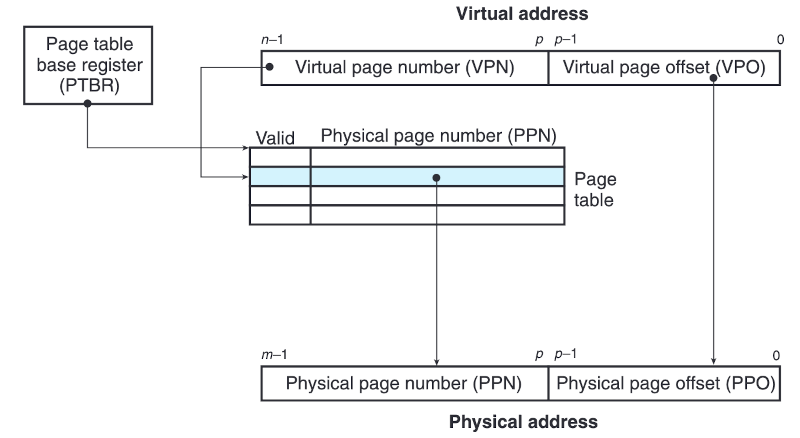 Virtual address
Page table
base register
(PTBR)
n–1
p
p–1
0
Virtual page number (VPN)
Virtual page offset (VPO)
Valid
Physical page number (PPN)
Page
table
m–1
p
p–1
0
Physical page number (PPN)
Physical page offset (PPO)
Physical address